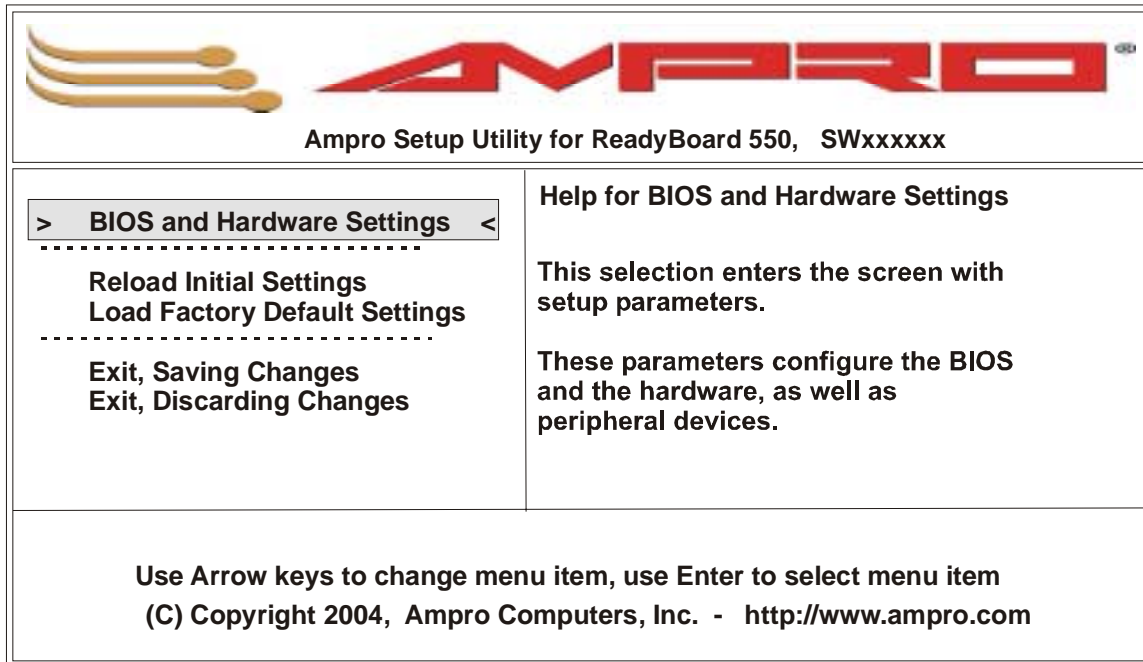 AMPRO®
Ampro Setup Utility for ReadyBoard 550, SWxxxxxx
> BIOS and Hardware Settings <
Reload Initial Settings
Load Factory Default Settings
Exit, Saving Changes
Exit, Discarding Changes
Help for BIOS and Hardware Settings
This selection enters the screen with
setup parameters.
These parameters configure the BIOS
and the hardware, as well as
peripheral devices.
Use Arrow keys to change menu item, use Enter to select menu item
(C) Copyright 2004, Ampro Computers, Inc. - http://www.ampro.com